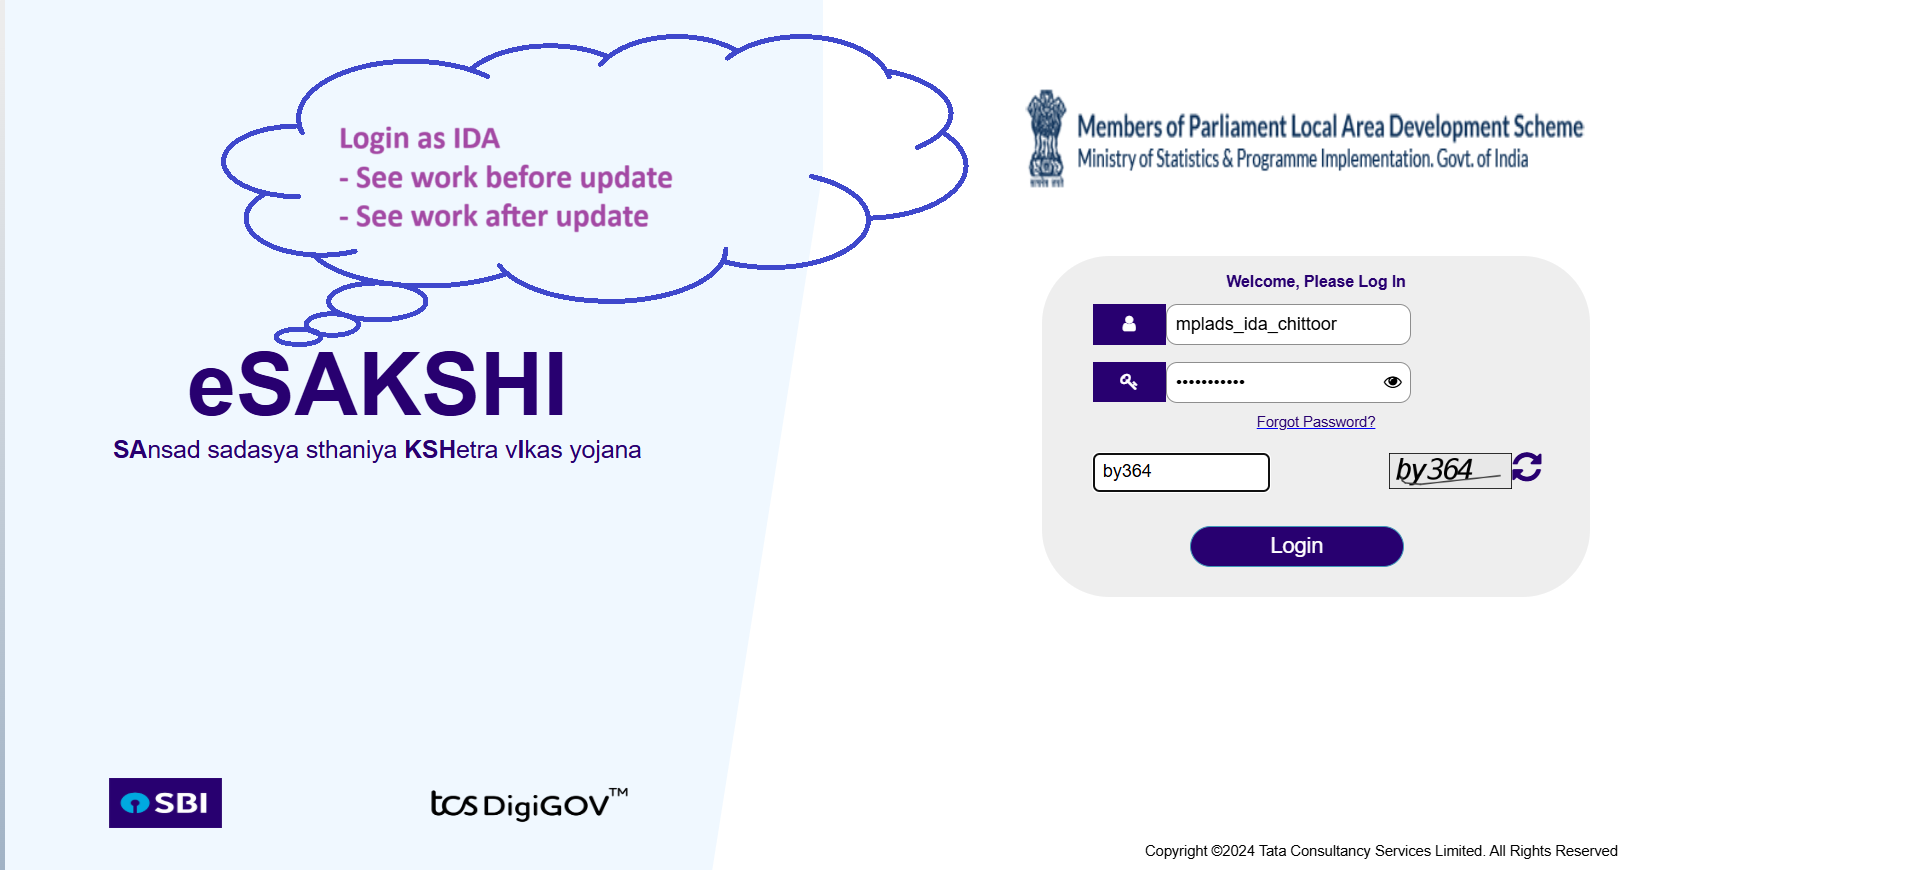 Login as IDA
- See work before update
- See work after update
eSAKSHI
SAnsad sadasya sthaniya KSHetra vIkas yojana
SBI
tcs DigiGOV™
Members of Parliament Local Area Development Scheme
Ministry of Statistics & Programme Implementation. Govt. of India
Welcome, Please Log In
mplads_ida_chittoor
•••••••••••
Forgot Password?
by364
by364
Login
Copyright ©2024 Tata Consultancy Services Limited. All Rights Reserved